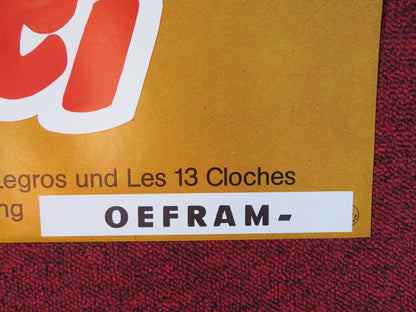 ci
Legros und Les 13 Cloches
ng OEFRAM-